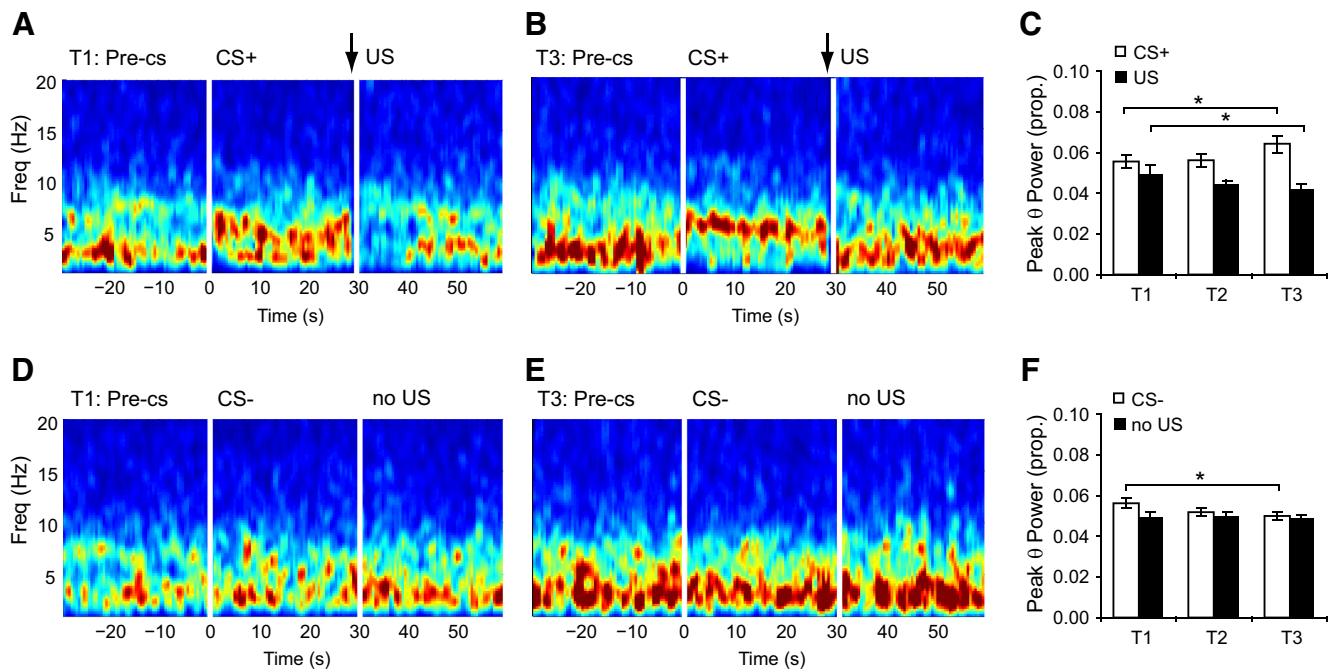 A
T1: Pre-cs CS+ US
20
15
10
5
Freq (Hz)
−20 −10 0 10 20 30 40 50
Time (s)
B
T3: Pre-cs CS+ US
−20 −10 0 10 20 30 40 50
Time (s)
C
CS+
US
0.10
0.08
0.06
0.04
0.02
0.00
Peak θ Power (prop.)
*
*
T1 T2 T3
D
T1: Pre-cs CS- no US
20
15
10
5
Freq (Hz)
−20 −10 0 10 20 30 40 50
Time (s)
E
T3: Pre-cs CS- no US
−20 −10 0 10 20 30 40 50
Time (s)
F
CS-
no US
0.10
0.08
0.06
0.04
0.02
0.00
Peak θ Power (prop.)
*
T1 T2 T3